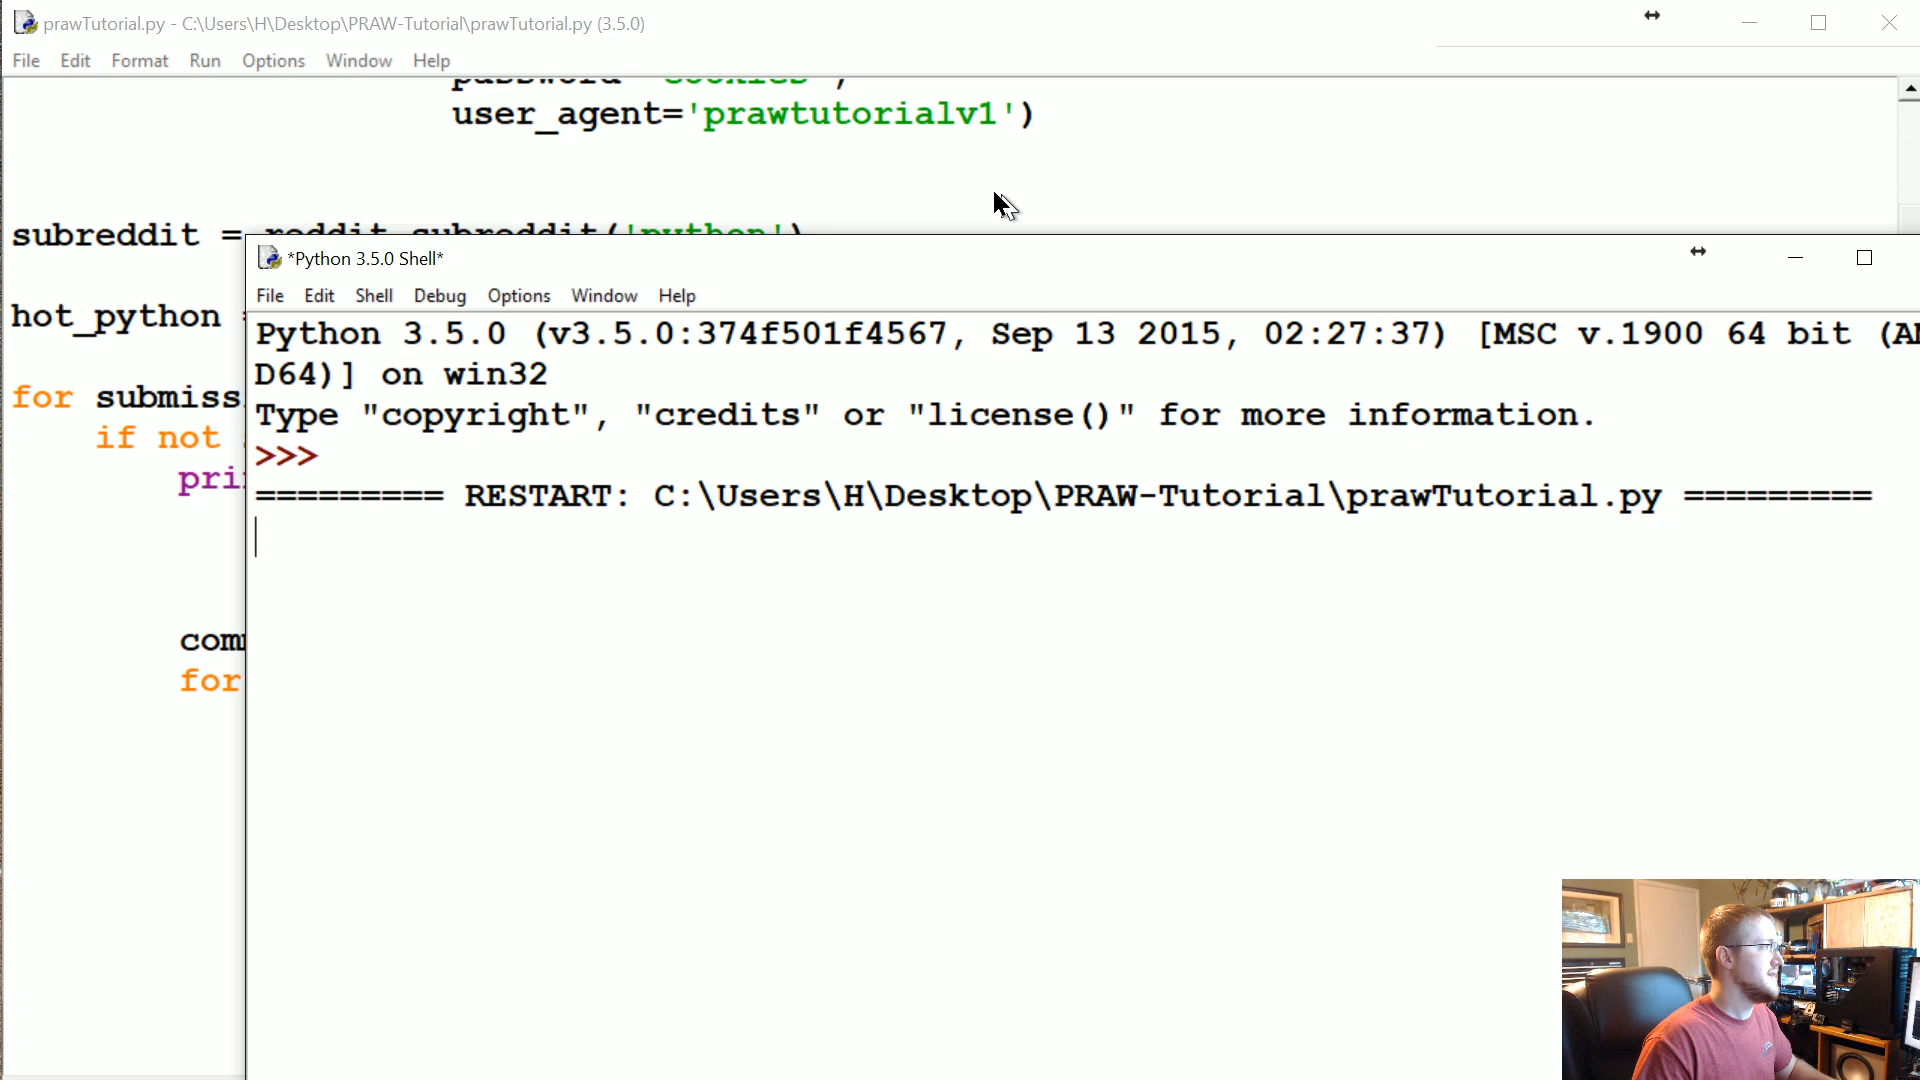 prawTutorial.py - C:\Users\H\Desktop\PRAW-Tutorial\prawTutorial.py (3.5.0)
File Edit Format Run Options Window Help
user_agent='prawtutorialv1')
subreddit = reddit.subreddit('python')
*Python 3.5.0 Shell*
File Edit Shell Debug Options Window Help
hot_python
Python 3.5.0 (v3.5.0:374f501f4567, Sep 13 2015, 02:27:37) [MSC v.1900 64 bit (AM
D64)] on win32
for
Type "copyright", "credits" or "license()" for more information.
if not
>>>
========= RESTART: C:\Users\H\Desktop\PRAW-Tutorial\prawTutorial.py =========
for